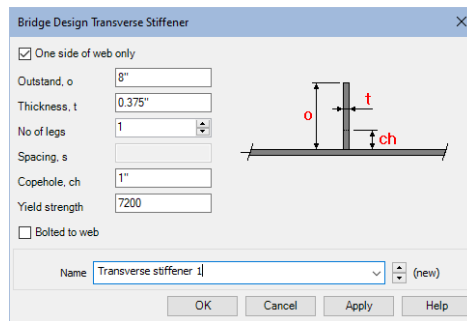 Bridge Design Transverse Stiffener
One side of web only
Outstand, o 8"
Thickness, t 0.375"
No of legs 1
Spacing, s
Copehole, ch 1"
Yield strength 7200
Bolted to web
o
t
ch
Name Transverse stiffener 1 (new)
OK Cancel Apply Help